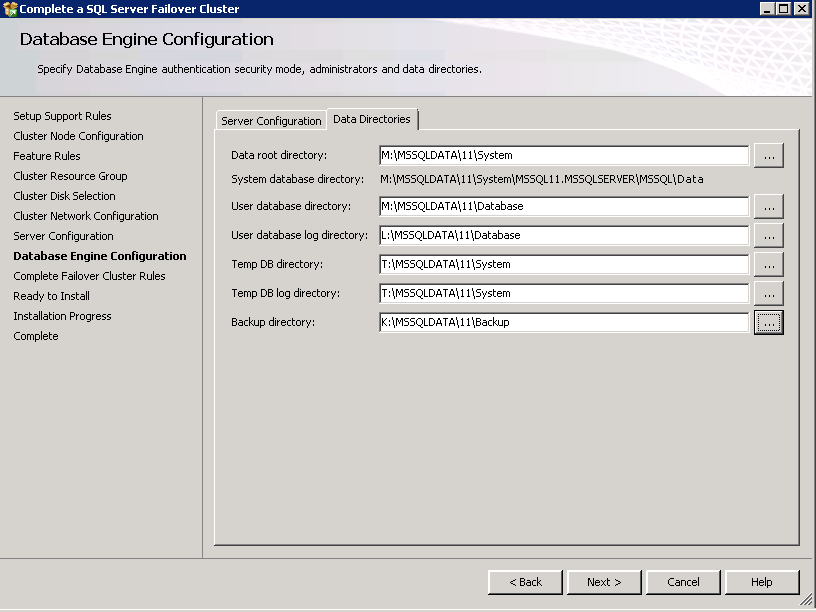 Complete a SQL Server Failover Cluster
Database Engine Configuration
Specify Database Engine authentication security mode, administrators and data directories.
Setup Support Rules
Cluster Node Configuration
Feature Rules
Cluster Resource Group
Cluster Disk Selection
Cluster Network Configuration
Server Configuration
Database Engine Configuration
Complete Failover Cluster Rules
Ready to Install
Installation Progress
Complete
Server Configuration Data Directories
Data root directory: M:\MSSQLDATA\11\System ...
System database directory: M:\MSSQLDATA\11\System\MSSQL11.MSSQLSERVER\MSSQL\Data
User database directory: M:\MSSQLDATA\11\Database ...
User database log directory: L:\MSSQLDATA\11\Database ...
Temp DB directory: T:\MSSQLDATA\11\System ...
Temp DB log directory: T:\MSSQLDATA\11\System ...
Backup directory: K:\MSSQLDATA\11\Backup ...
< Back Next > Cancel Help